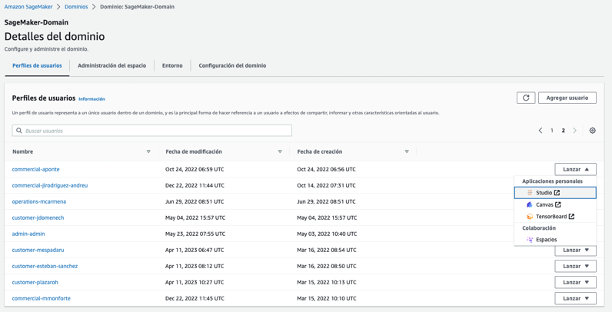 Amazon SageMaker > Dominios > Dominio: SageMaker-Domain
SageMaker-Domain
Detalles del dominio
Configure y administre el dominio.
Perfiles de usuarios Administración del espacio Entorno Configuración del dominio
Perfiles de usuarios Información Agregar usuario
Un perfil de usuario representa a un único usuario dentro de un dominio, y es la principal forma de hacer referencia a un usuario a efectos de compartir, informar y otras características orientadas al usuario.
Buscar usuarios < 1 2 >
Nombre Fecha de modificación Fecha de creación
commercial-aponte Oct 24, 2022 06:59 UTC Oct 24, 2022 06:56 UTC Lanzar
Aplicaciones personales
commercial-jlrodriguez-andreu Dec 22, 2022 11:44 UTC Oct 14, 2022 07:31 UTC
Studio
operations-mcarmena Jun 29, 2022 08:51 UTC Jun 29, 2022 08:51 UTC
Canvas
customer-jdomenech May 04, 2022 13:57 UTC May 04, 2022 13:57 UTC
TensorBoard
Colaboración
admin-admin May 23, 2022 07:55 UTC May 03, 2022 10:40 UTC
Espacios
customer-mespadaru Apr 11, 2023 06:47 UTC Mar 16, 2022 08:54 UTC Lanzar
customer-esteban-sanchez Apr 11, 2023 08:12 UTC Mar 16, 2022 08:50 UTC Lanzar
customer-plazaroh Apr 11, 2023 10:27 UTC Mar 15, 2022 10:13 UTC Lanzar
commercial-mmonforte Dec 22, 2022 11:45 UTC Mar 15, 2022 10:10 UTC Lanzar